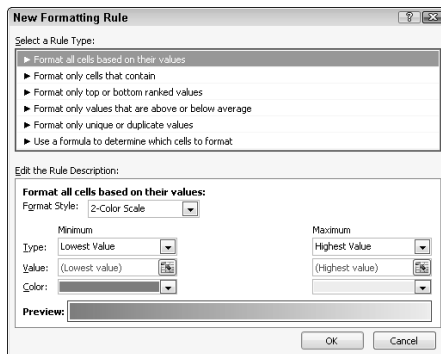 New Formatting Rule
Select a Rule Type:
► Format all cells based on their values
► Format only cells that contain
► Format only top or bottom ranked values
► Format only values that are above or below average
► Format only unique or duplicate values
► Use a formula to determine which cells to format
Edit the Rule Description:
Format all cells based on their values:
Format Style: 2-Color Scale
Minimum Maximum
Type: Lowest Value Highest Value
Value: (Lowest value) (Highest value)
Color:
Preview:
OK Cancel